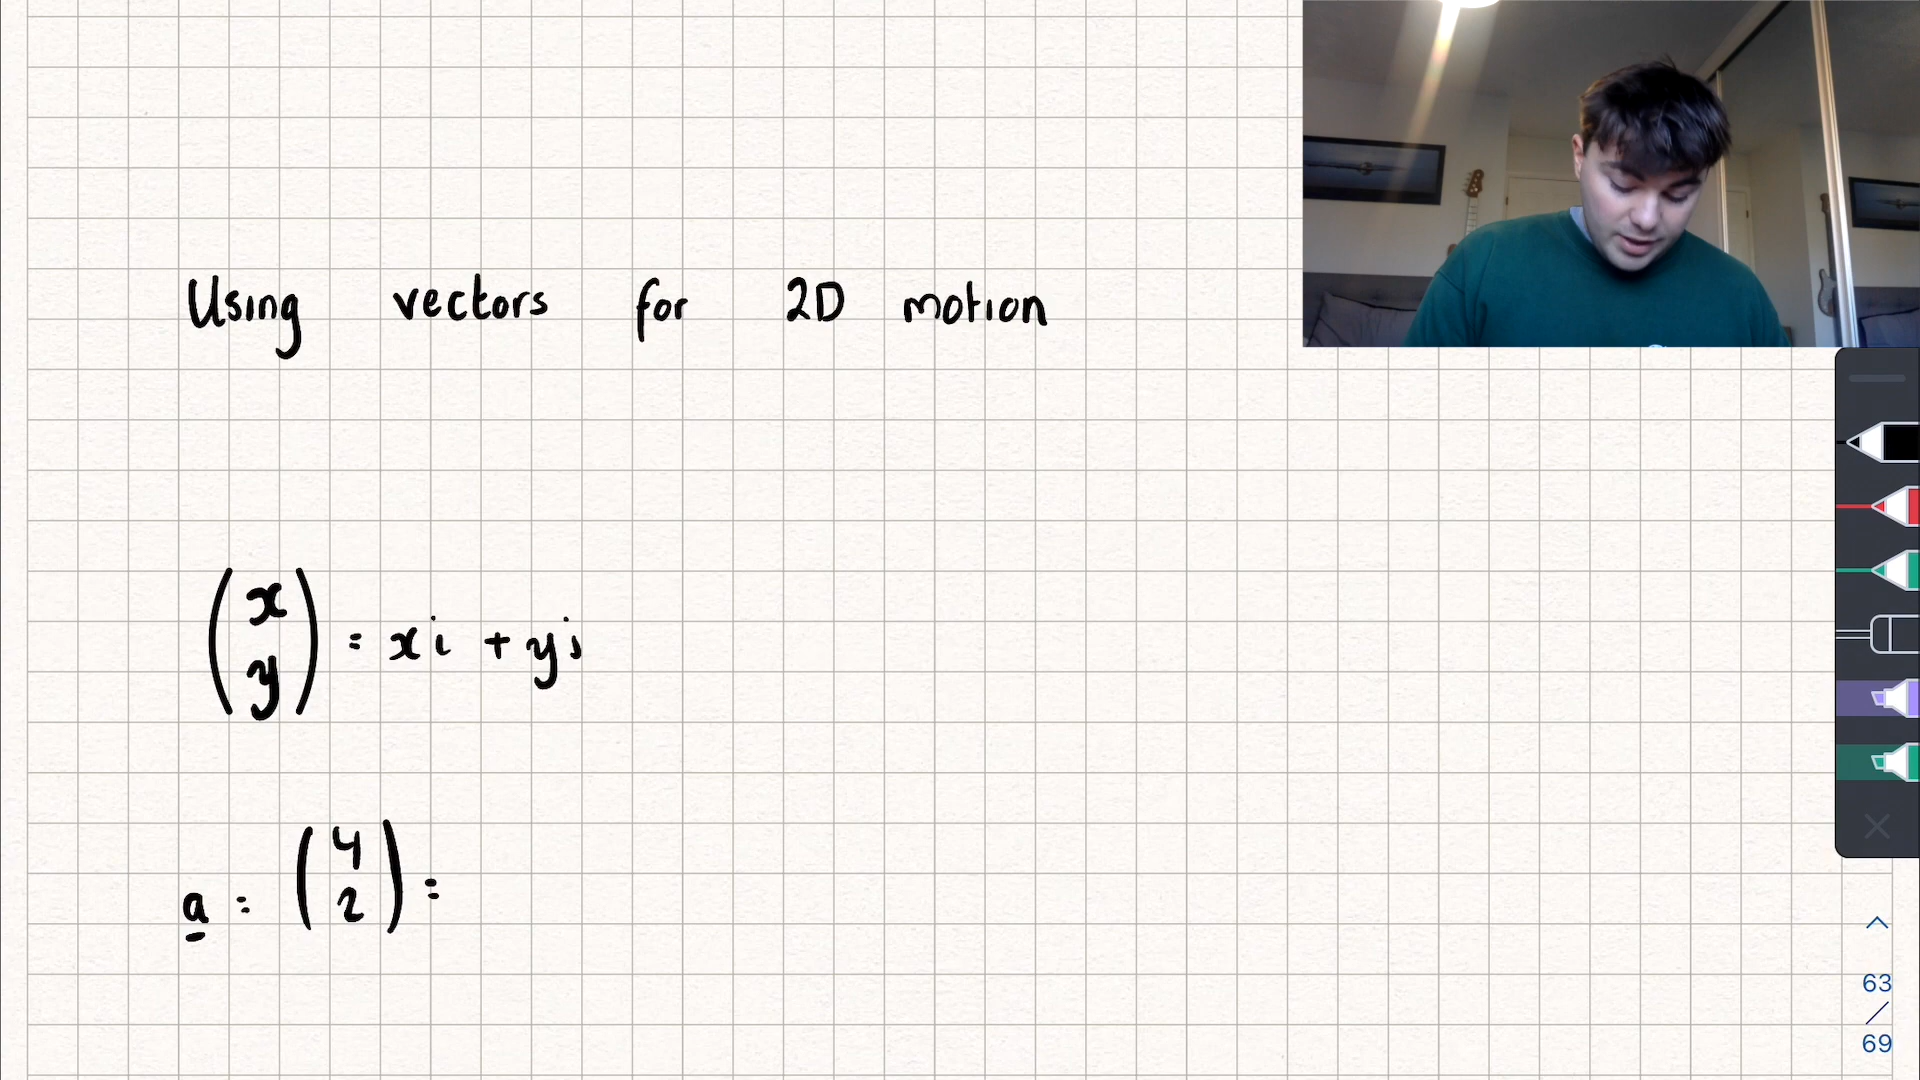 Using vectors for 2D motion
(x
y) = xi + yj
a = (4
2) =
63
/
69